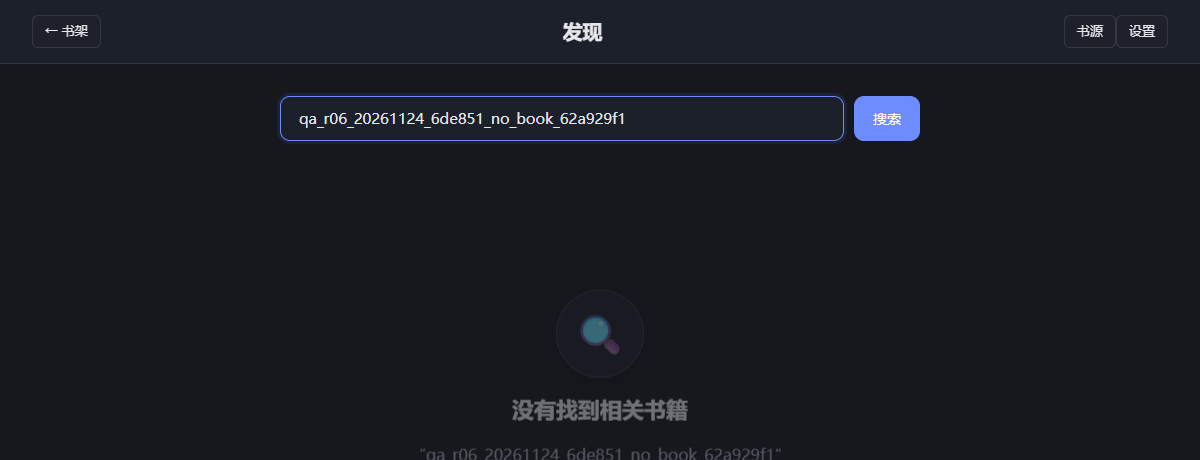 ← 书架
发现
书源
设置
qa_r06_20261124_6de851_no_book_62a929f1
搜索
没有找到相关书籍
"qa_r06_20261124_6de851_no_book_62a929f1"